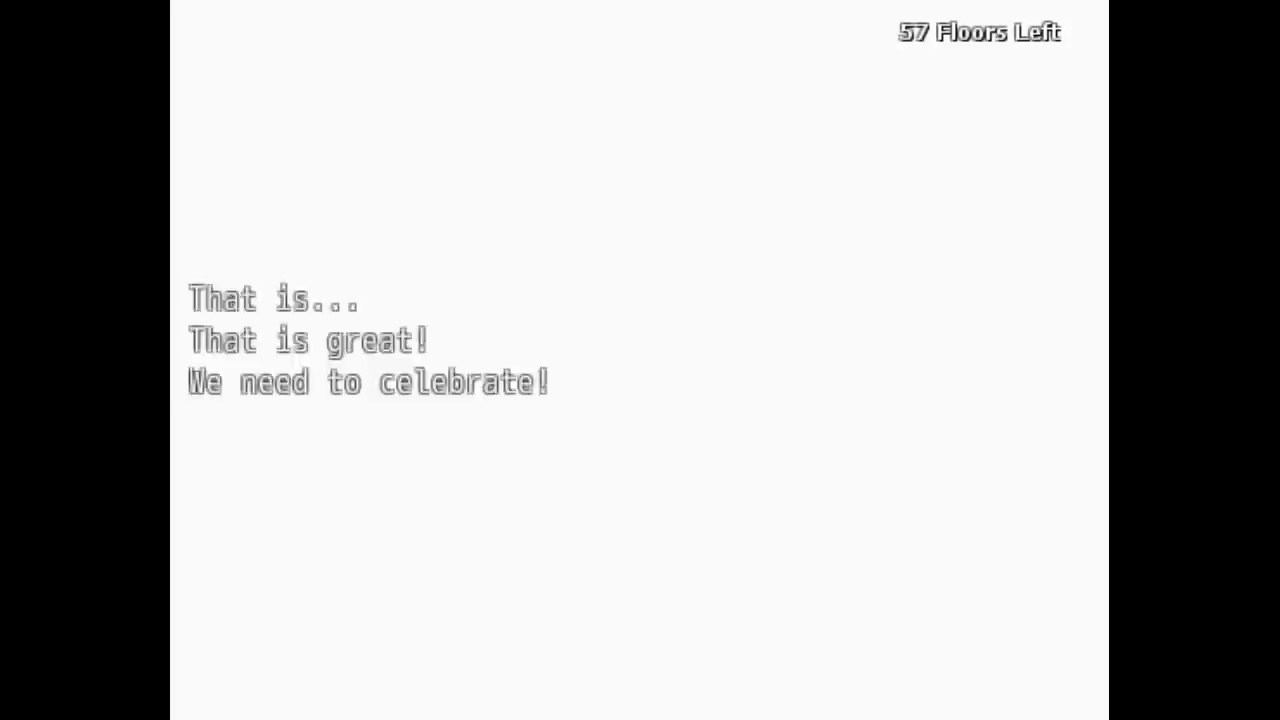 57 Floors Left
That is...
That is great!
We need to celebrate!